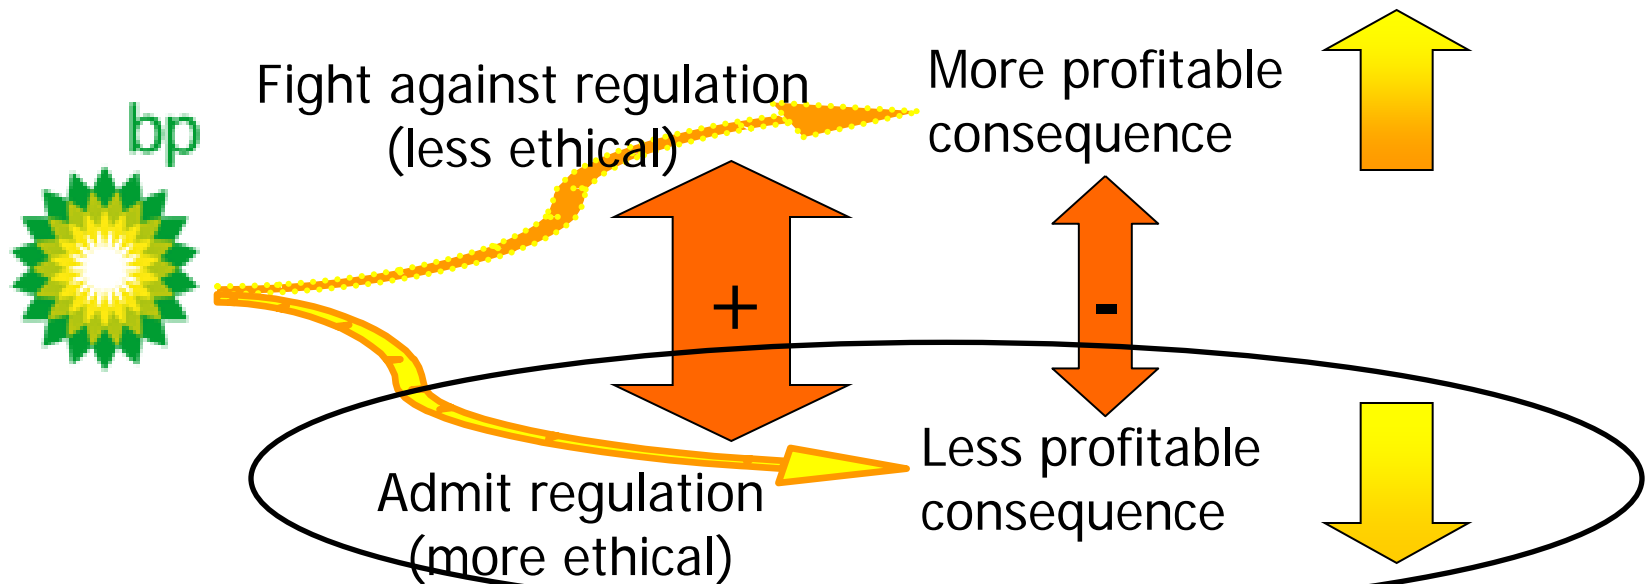 bp
Fight against regulation
(less ethical)
More profitable
consequence
+
-
Less profitable
consequence
Admit regulation
(more ethical)